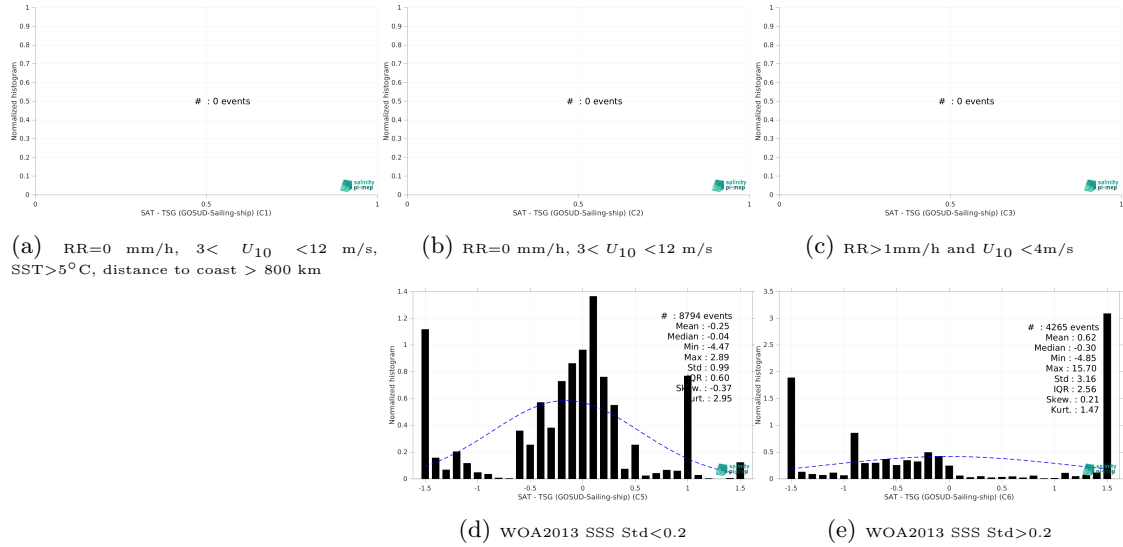 1
0.9
0.8
0.7
0.6
0.5
0.4
0.3
0.2
0.1
0
Normalized histogram
# : 0 events
salinity
pi-mep
0 0.5 1
SAT - TSG (GOSUD-Sailing-ship) (C1)
1
0.9
0.8
0.7
0.6
0.5
0.4
0.3
0.2
0.1
0
Normalized histogram
# : 0 events
salinity
pi-mep
0 0.5 1
SAT - TSG (GOSUD-Sailing-ship) (C2)
1
0.9
0.8
0.7
0.6
0.5
0.4
0.3
0.2
0.1
0
Normalized histogram
# : 0 events
salinity
pi-mep
0 0.5 1
SAT - TSG (GOSUD-Sailing-ship) (C3)
(a) RR=0 mm/h, 3< U10 <12 m/s,
SST>5°C, distance to coast > 800 km
(b) RR=0 mm/h, 3< U10 <12 m/s
(c) RR>1mm/h and U10 <4m/s
1.4
1.2
1
0.8
0.6
0.4
0.2
0
Normalized histogram
# : 8794 events
Mean : -0.25
Median : -0.04
Min : -4.47
Max : 2.89
Std : 0.99
IQR : 0.60
Skew. : -0.37
Kurt. : 2.95
salinity
pi-mep
-1.5 -1 -0.5 0 0.5 1 1.5
SAT - TSG (GOSUD-Sailing-ship) (C5)
3.5
3
2.5
2
1.5
1
0.5
0
Normalized histogram
# : 4265 events
Mean : 0.62
Median : -0.30
Min : -4.85
Max : 15.70
Std : 3.16
IQR : 2.56
Skew. : 0.21
Kurt. : 1.47
salinity
pi-mep
-1.5 -1 -0.5 0 0.5 1 1.5
SAT - TSG (GOSUD-Sailing-ship) (C6)
(d) WOA2013 SSS Std<0.2
(e) WOA2013 SSS Std>0.2